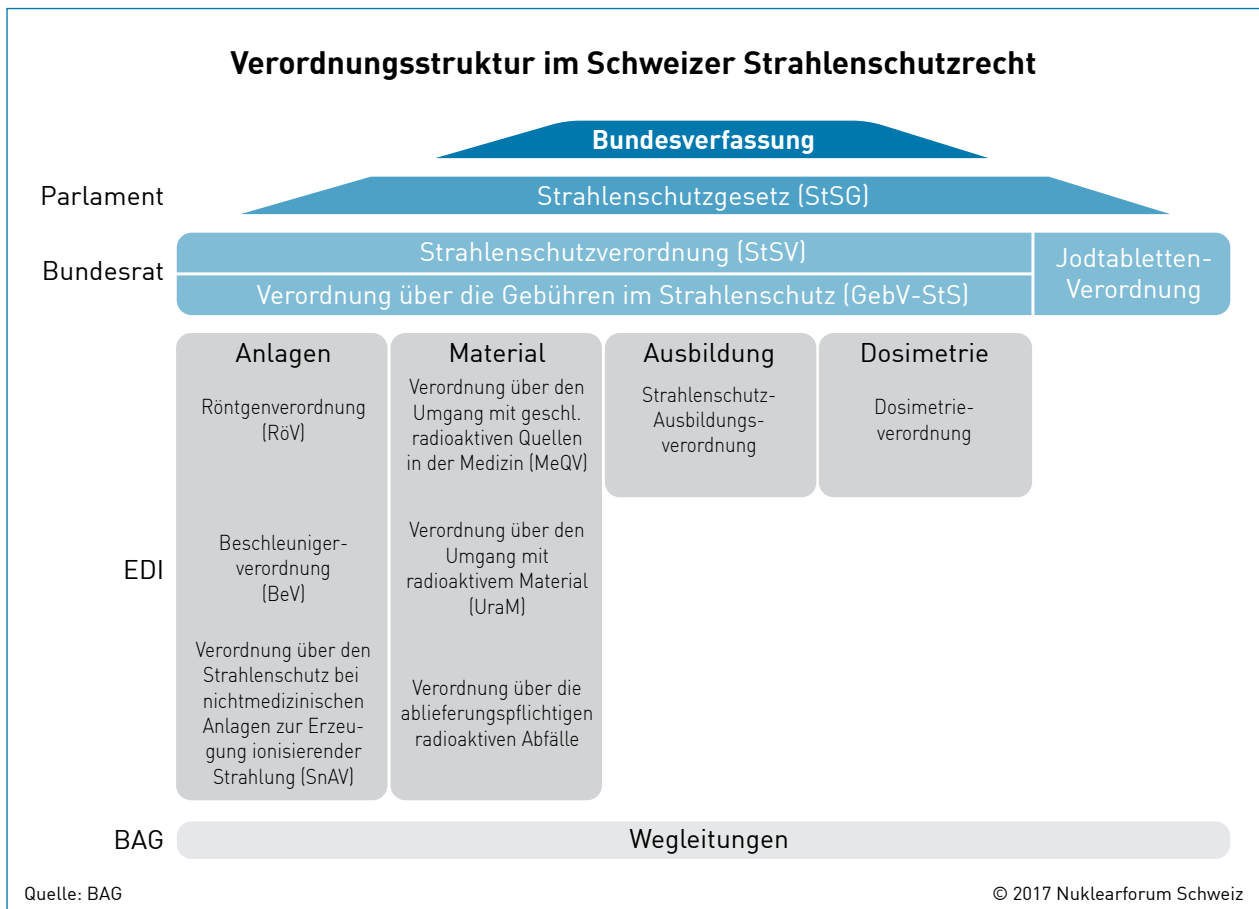 Verordnungsstruktur im Schweizer Strahlenschutzrecht
Bundesverfassung
Parlament
Strahlenschutzgesetz (StSG)
Bundesrat
Strahlenschutzverordnung (StSV)
Verordnung über die Gebühren im Strahlenschutz (GebV-StS)
Jodtabletten-
Verordnung
EDI
Anlagen
Röntgenverordnung
(RöV)
Beschleuniger-
verordnung
(BeV)
Verordnung über den
Strahlenschutz bei
nichtmedizinischen
Anlagen zur Erzeu-
gung ionisierender
Strahlung (SnAV)
Material
Verordnung über den
Umgang mit geschl.
radioaktiven Quellen
in der Medizin (MeQV)
Verordnung über den
Umgang mit
radioaktivem Material
(UraM)
Verordnung über die
ablieferungspflichtigen
radioaktiven Abfälle
Ausbildung
Strahlenschutz-
Ausbildungs-
verordnung
Dosimetrie
Dosimetrie-
verordnung
BAG
Wegleitungen
Quelle: BAG
© 2017 Nuklearforum Schweiz